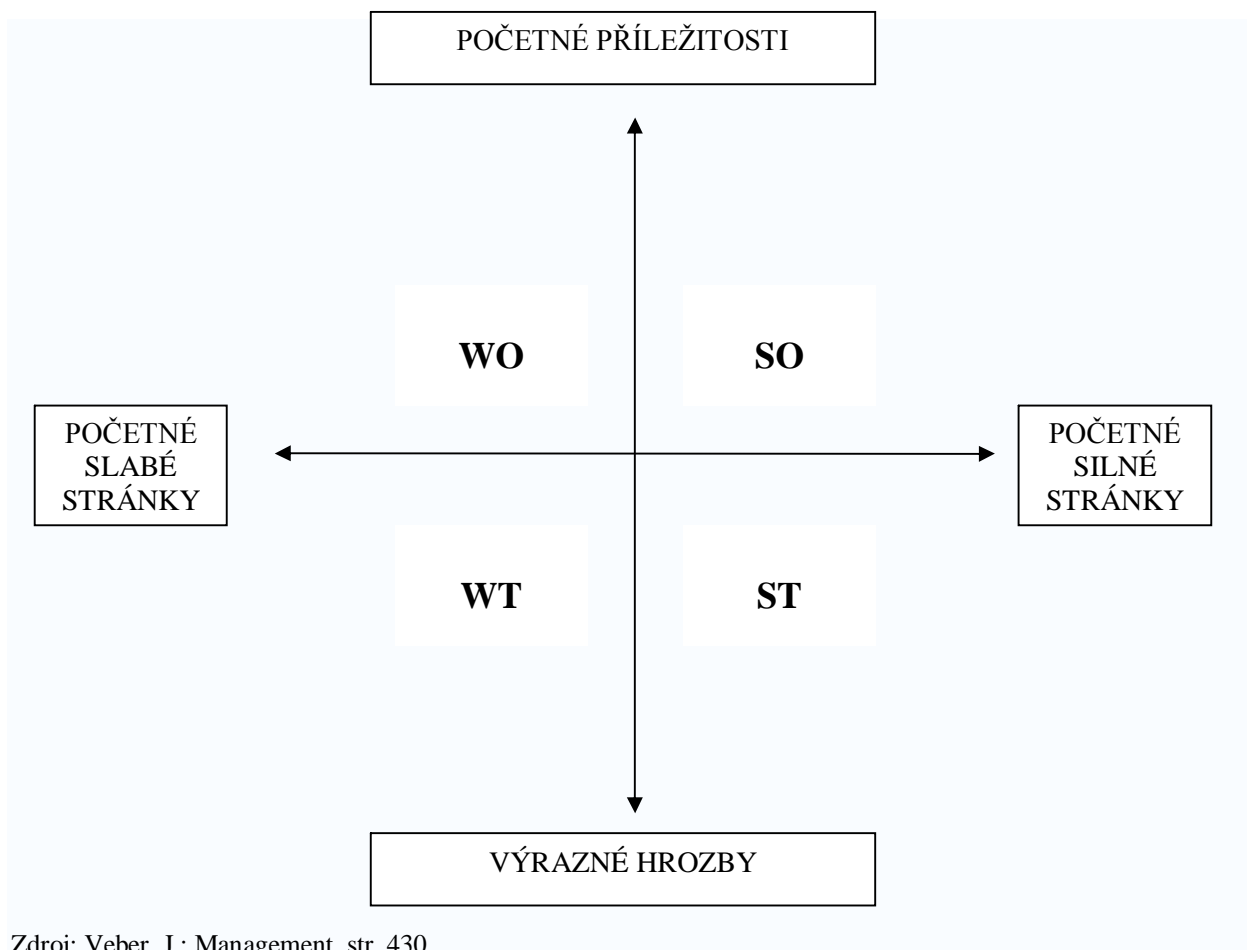 POČETNÉ PŘÍLEŽITOSTI
WO
SO
POČETNÉ
SLABÉ
STRÁNKY
POČETNÉ
SILNÉ
STRÁNKY
WT
ST
VÝRAZNÉ HROZBY
Zdroj: Veber, J.: Management, str. 430